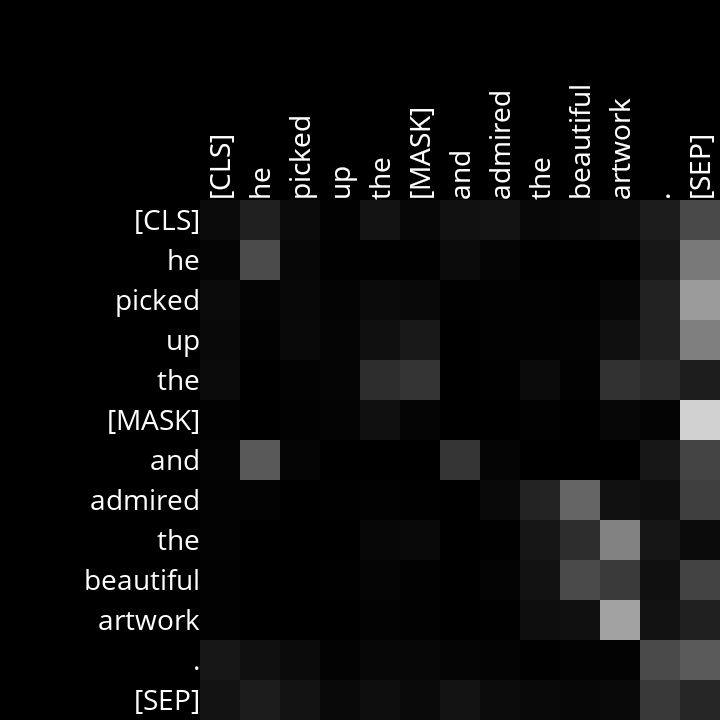 [CLS] he picked up the [MASK] and admired the beautiful artwork . [SEP]
[CLS]
he
picked
up
the
[MASK]
and
admired
the
beautiful
artwork
.
[SEP]